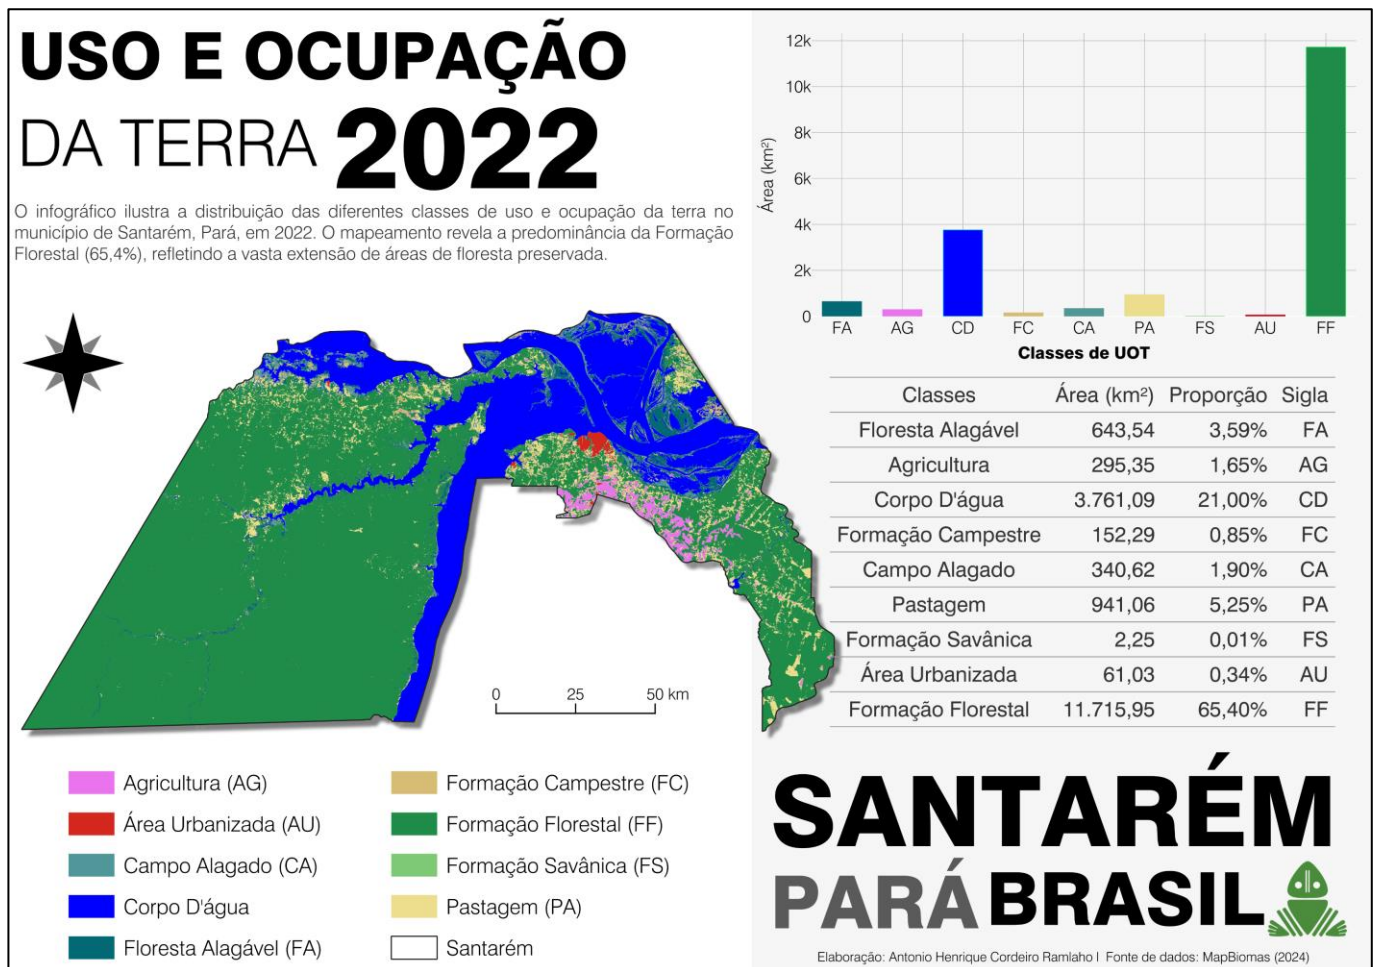 USO E OCUPAÇÃO
DA TERRA 2022
O infográfico ilustra a distribuição das diferentes classes de uso e ocupação da terra no
município de Santarém, Pará, em 2022. O mapeamento revela a predominância da Formação
Florestal (65,4%), refletindo a vasta extensão de áreas de floresta preservada.
0 25 50 km
Agricultura (AG)
Área Urbanizada (AU)
Campo Alagado (CA)
Corpo D'água
Floresta Alagável (FA)
Formação Campestre (FC)
Formação Florestal (FF)
Formação Savânica (FS)
Pastagem (PA)
Santarém
Área (km²)
12k
10k
8k
6k
4k
2k
0
FA AG CD FC CA PA FS AU FF
Classes de UOT
Classes Área (km²) Proporção Sigla
Floresta Alagável 643,54 3,59% FA
Agricultura 295,35 1,65% AG
Corpo D'água 3.761,09 21,00% CD
Formação Campestre 152,29 0,85% FC
Campo Alagado 340,62 1,90% CA
Pastagem 941,06 5,25% PA
Formação Savânica 2,25 0,01% FS
Área Urbanizada 61,03 0,34% AU
Formação Florestal 11.715,95 65,40% FF
SANTARÉM
PARÁ BRASIL
Elaboração: Antonio Henrique Cordeiro Ramlaho I Fonte de dados: MapBiomas (2024)